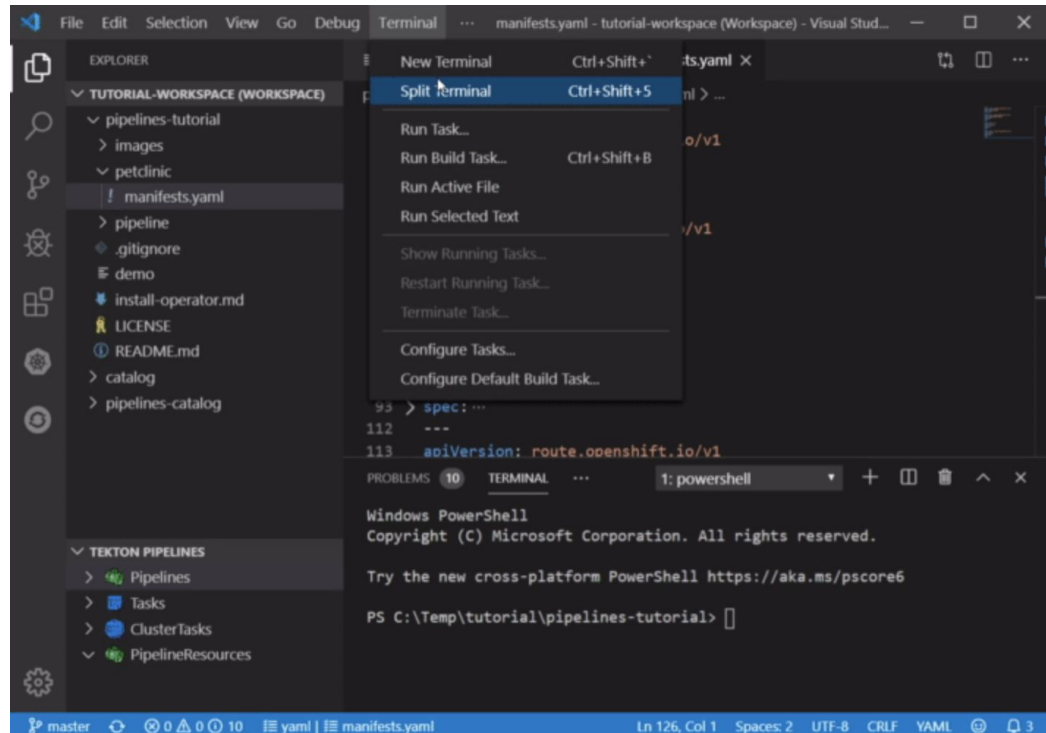 File Edit Selection View Go Debug Terminal ··· manifests.yaml - tutorial-workspace (Workspace) - Visual Stud...
EXPLORER
TUTORIAL-WORKSPACE (WORKSPACE)
pipelines-tutorial
images
petclinic
! manifests.yaml
pipeline
.gitignore
demo
install-operator.md
LICENSE
README.md
catalog
pipelines-catalog
TEKTON PIPELINES
Pipelines
Tasks
ClusterTasks
PipelineResources
New Terminal Ctrl+Shift+`
Split Terminal Ctrl+Shift+5
Run Task...
Run Build Task... Ctrl+Shift+B
Run Active File
Run Selected Text
Show Running Tasks...
Restart Running Task...
Terminate Task...
Configure Tasks...
Configure Default Build Task...
ts.yaml ×
ml > ...
o/v1
/v1
93 > spec: ···
112 ---
113 apiVersion: route.openshift.io/v1
PROBLEMS 10 TERMINAL ··· 1: powershell
Windows PowerShell
Copyright (C) Microsoft Corporation. All rights reserved.
Try the new cross-platform PowerShell https://aka.ms/pscore6
PS C:\Temp\tutorial\pipelines-tutorial>
master 0 0 10 yaml | manifests.yaml Ln 126, Col 1 Spaces: 2 UTF-8 CRLF YAML 3